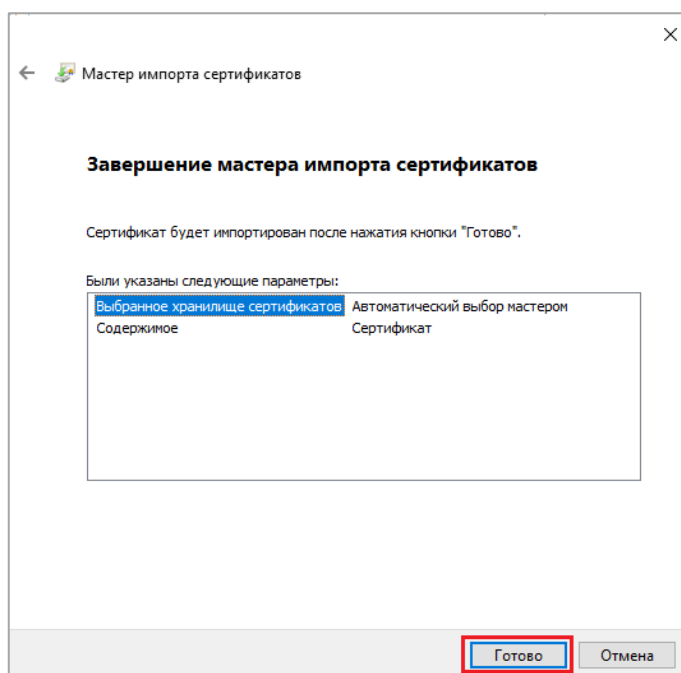 Мастер импорта сертификатов
Завершение мастера импорта сертификатов
Сертификат будет импортирован после нажатия кнопки "Готово".
Были указаны следующие параметры:
Выбранное хранилище сертификатов Автоматический выбор мастером
Содержимое Сертификат
Готово Отмена